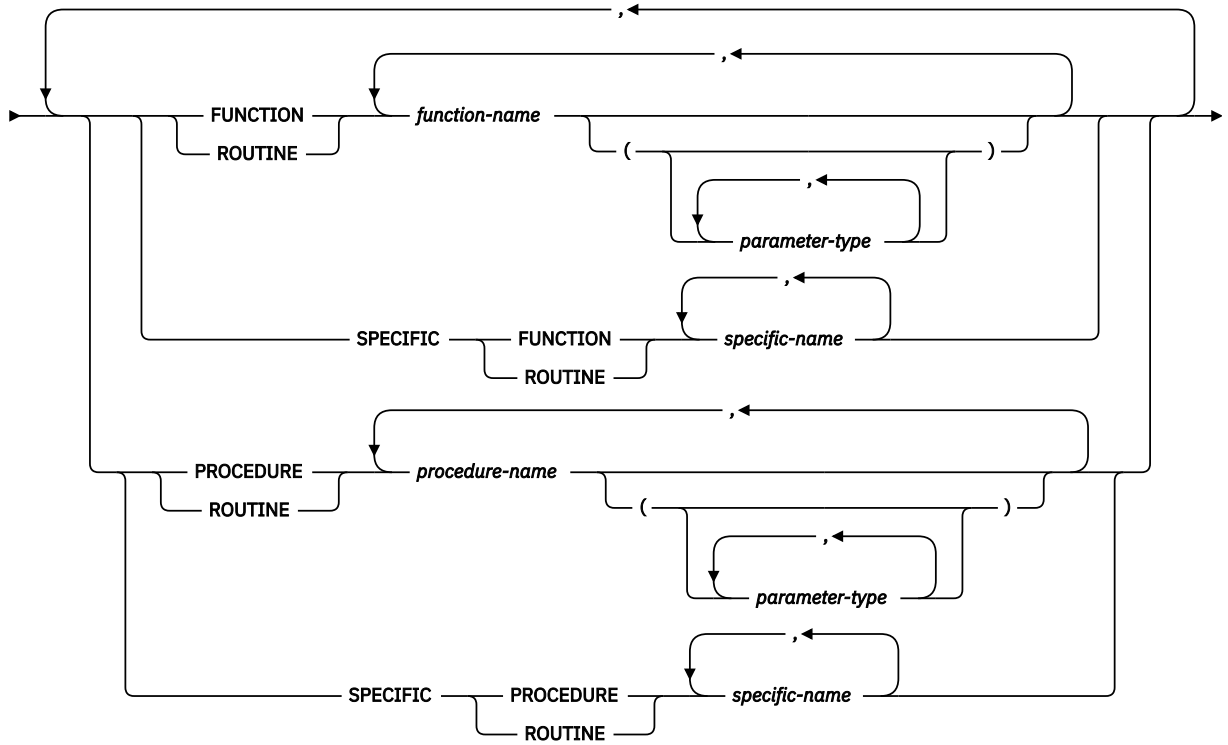 ,
,
FUNCTION function-name
ROUTINE ( )
,
parameter-type
,
SPECIFIC FUNCTION specific-name
ROUTINE
,
PROCEDURE procedure-name
ROUTINE ( )
,
parameter-type
,
SPECIFIC PROCEDURE specific-name
ROUTINE